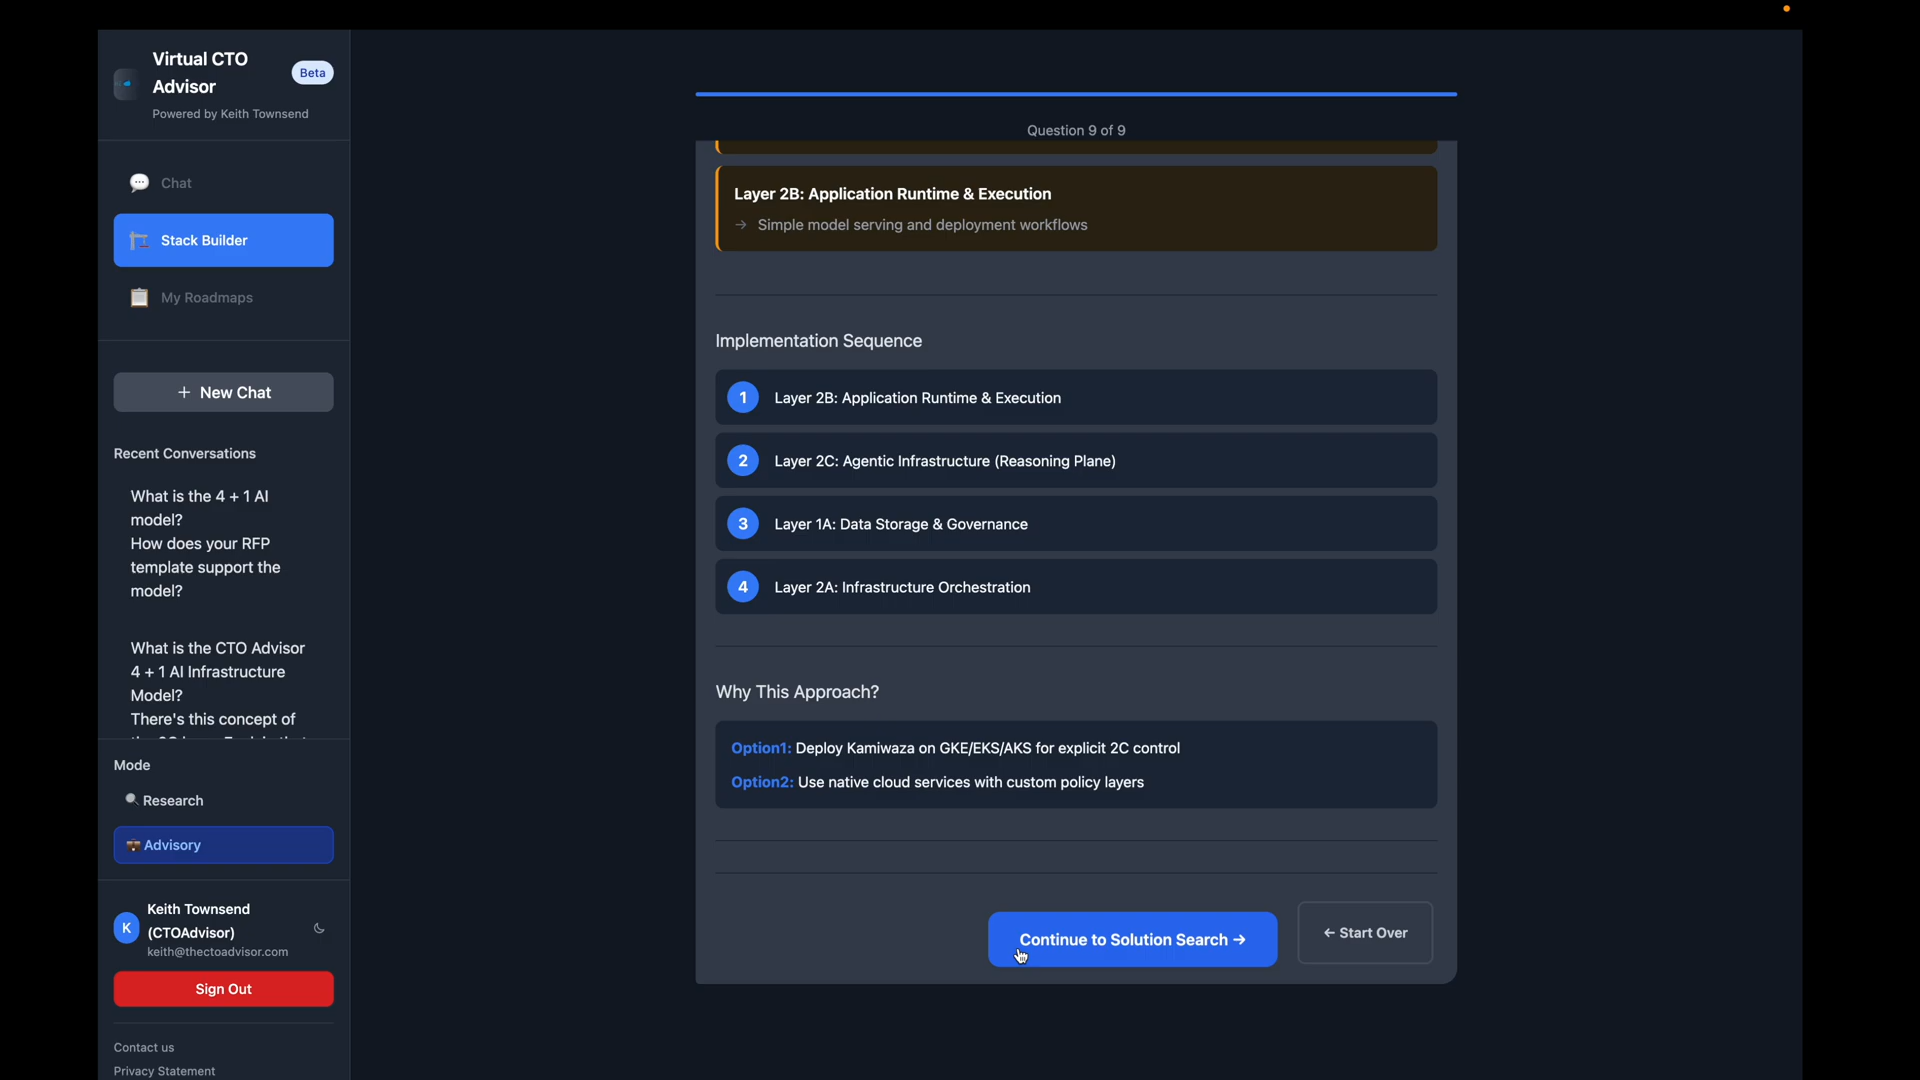 Virtual CTO
Advisor
Beta
Powered by Keith Townsend
Chat
Stack Builder
My Roadmaps
+ New Chat
Recent Conversations
What is the 4 + 1 AI
model?
How does your RFP
template support the
model?
What is the CTO Advisor
4 + 1 AI Infrastructure
Model?
There's this concept of
Mode
Research
Advisory
K
Keith Townsend
(CTOAdvisor)
keith@thectoadvisor.com
Sign Out
Contact us
Privacy Statement
Question 9 of 9
Layer 2B: Application Runtime & Execution
→ Simple model serving and deployment workflows
Implementation Sequence
1 Layer 2B: Application Runtime & Execution
2 Layer 2C: Agentic Infrastructure (Reasoning Plane)
3 Layer 1A: Data Storage & Governance
4 Layer 2A: Infrastructure Orchestration
Why This Approach?
Option1: Deploy Kamiwaza on GKE/EKS/AKS for explicit 2C control
Option2: Use native cloud services with custom policy layers
Continue to Solution Search →
← Start Over